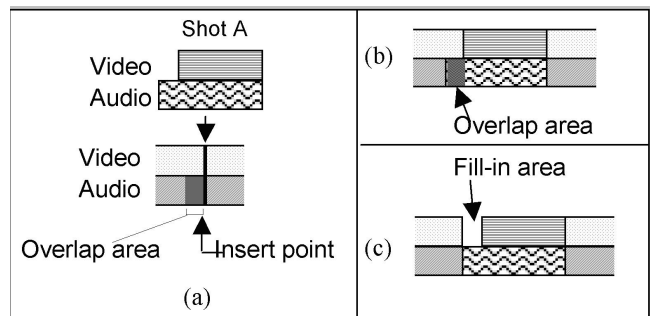 Shot A
Video
Audio
Video
Audio
Overlap area
Insert point
(a)
(b)
Overlap area
Fill-in area
(c)